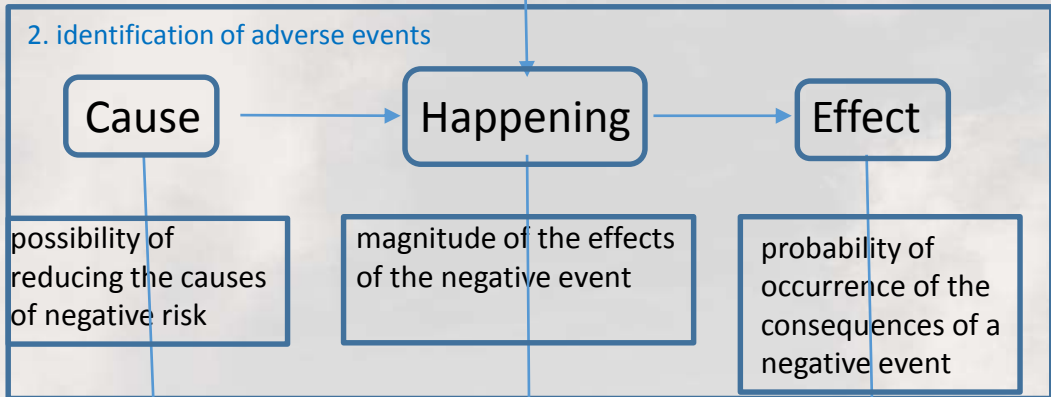 2. identification of adverse events
Cause
Happening
Effect
possibility of
reducing the causes
of negative risk
magnitude of the effects
of the negative event
probability of
occurrence of the
consequences of a
negative event